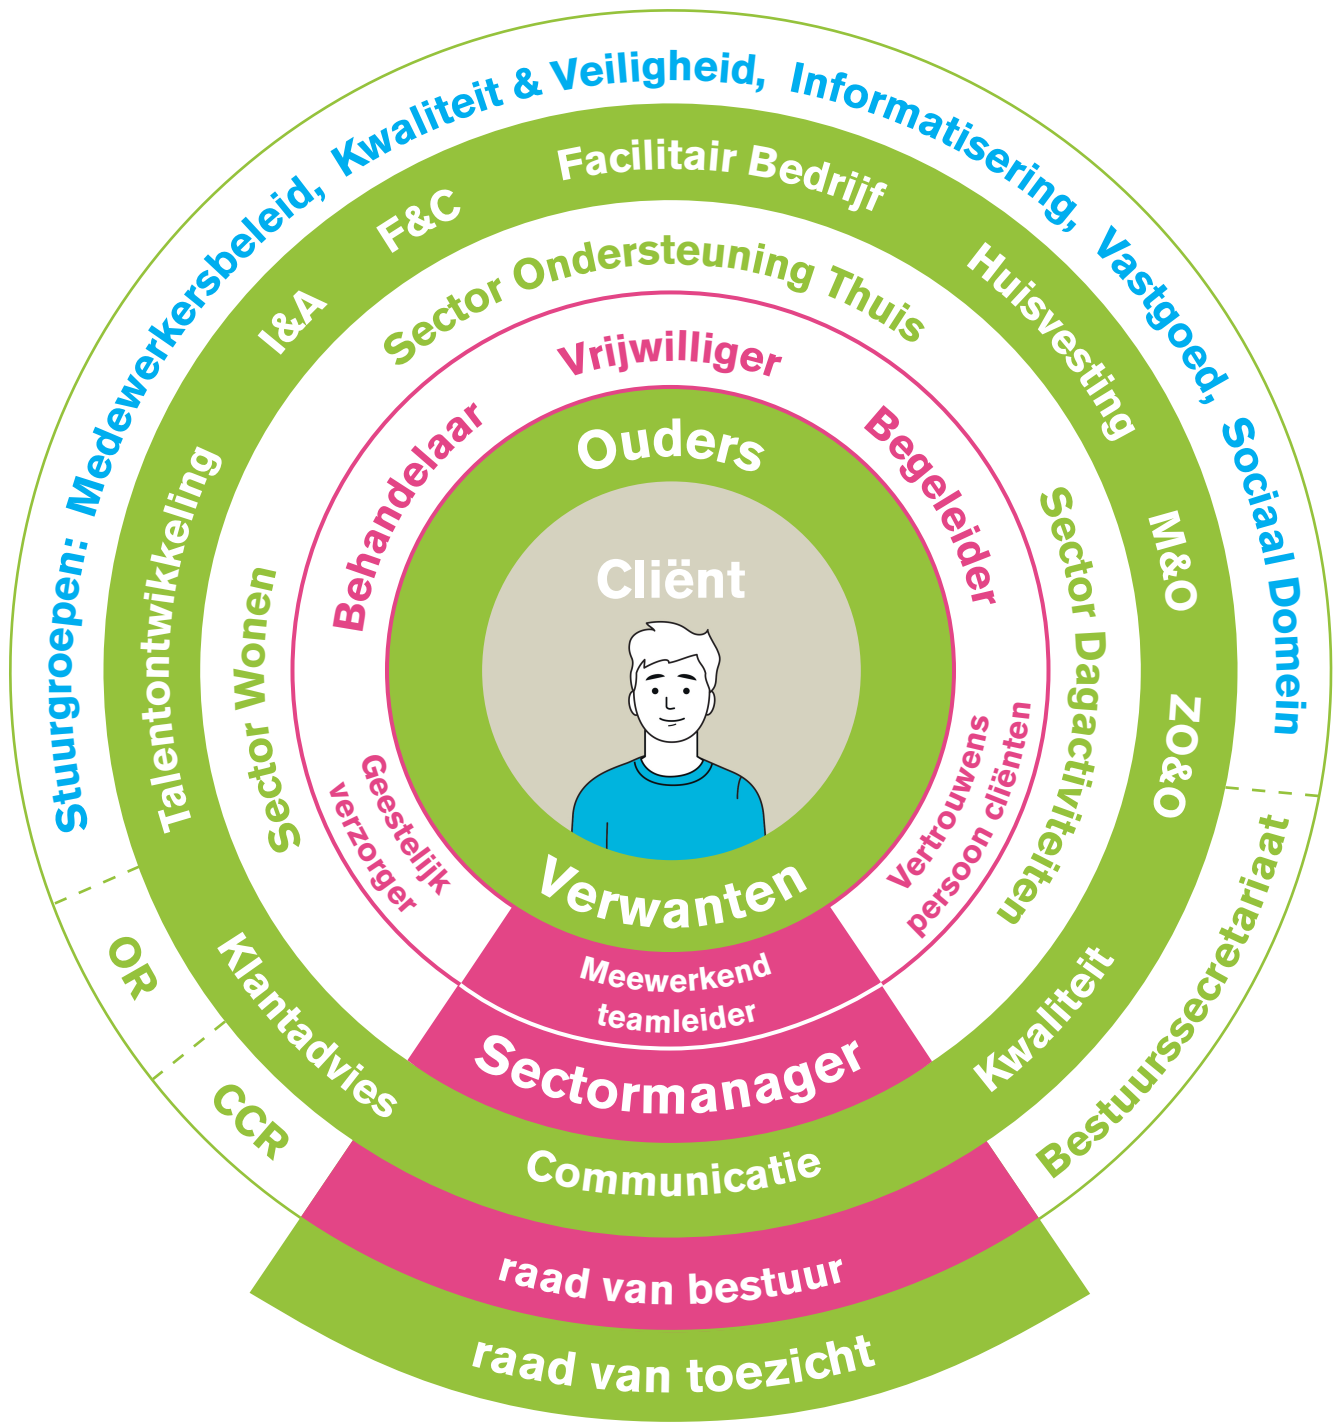 Stuurgroepen: Medewerkersbeleid, Kwaliteit & Veiligheid, Informatisering, Vastgoed, Sociaal Domein
Talentontwikkeling
I&A
F&C
Facilitair Bedrijf
Huisvesting
M&O
ZO&O
Sector Ondersteuning Thuis
Sector Wonen
Sector Dagactiviteiten
Vrijwilliger
Behandelaar
Begeleider
Ouders
Cliënt
Geestelijk
verzorger
Vertrouwens
persoon cliënten
Verwanten
Meewerkend
teamleider
Sectormanager
Klantadvies
Communicatie
Kwaliteit
OR
CCR
Bestuurssecretariaat
raad van bestuur
raad van toezicht